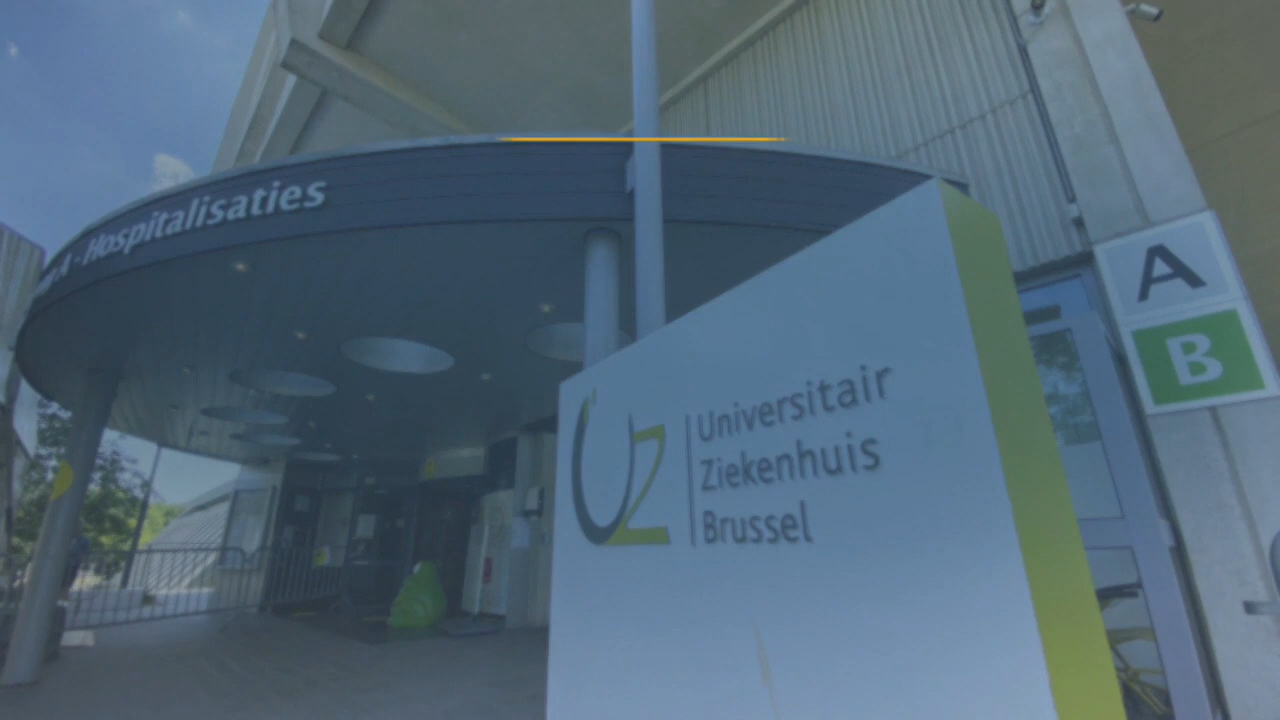 A - Hospitalisaties
A
B
UZ
Universitair
Ziekenhuis
Brussel